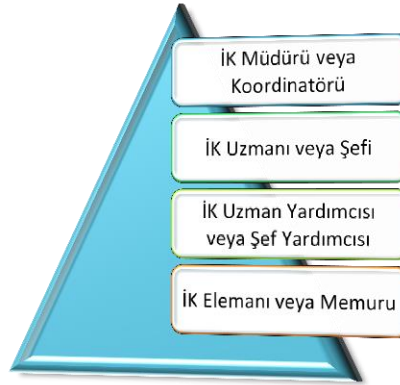 İK Müdürü veya
Koordinatörü
İK Uzmanı veya Şefi
İK Uzman Yardımcısı
veya Şef Yardımcısı
İK Elemanı veya Memuru